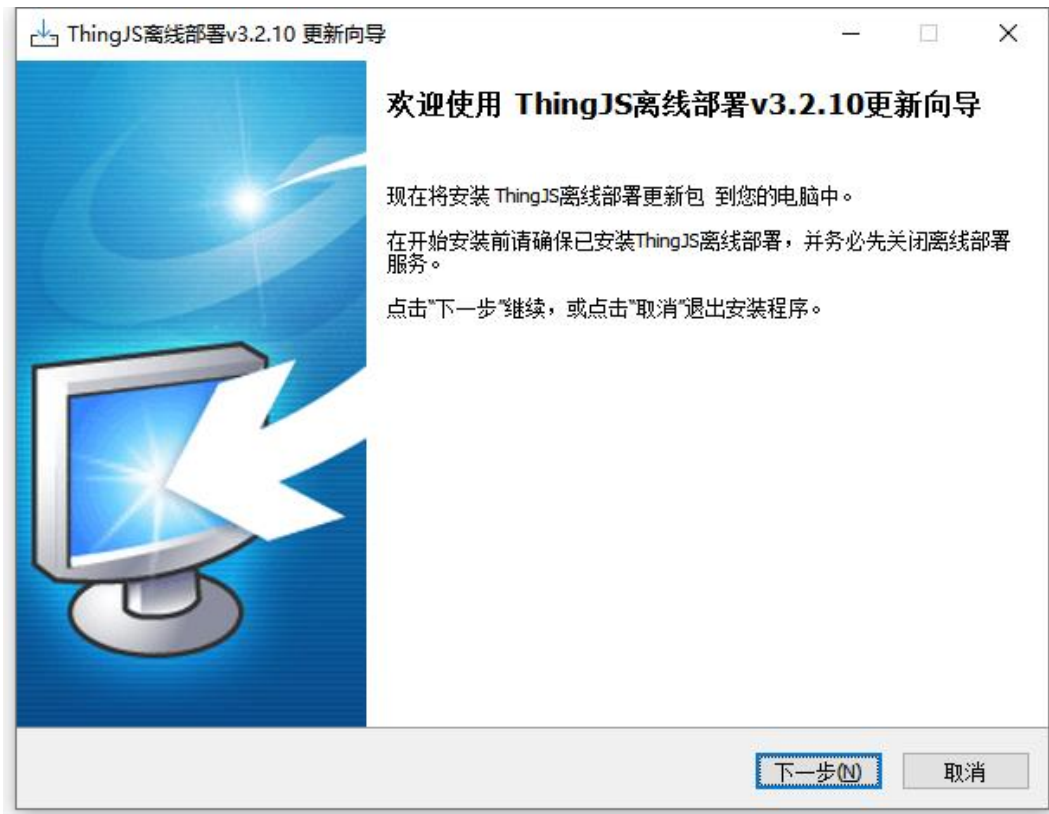 ThingJS离线部署v3.2.10 更新向导
欢迎使用 ThingJS离线部署v3.2.10更新向导
现在将安装 ThingJS离线部署更新包 到您的电脑中。
在开始安装前请确保已安装ThingJS离线部署，并务必先关闭离线部署
服务。
点击"下一步"继续，或点击"取消"退出安装程序。
下一步(N)
取消